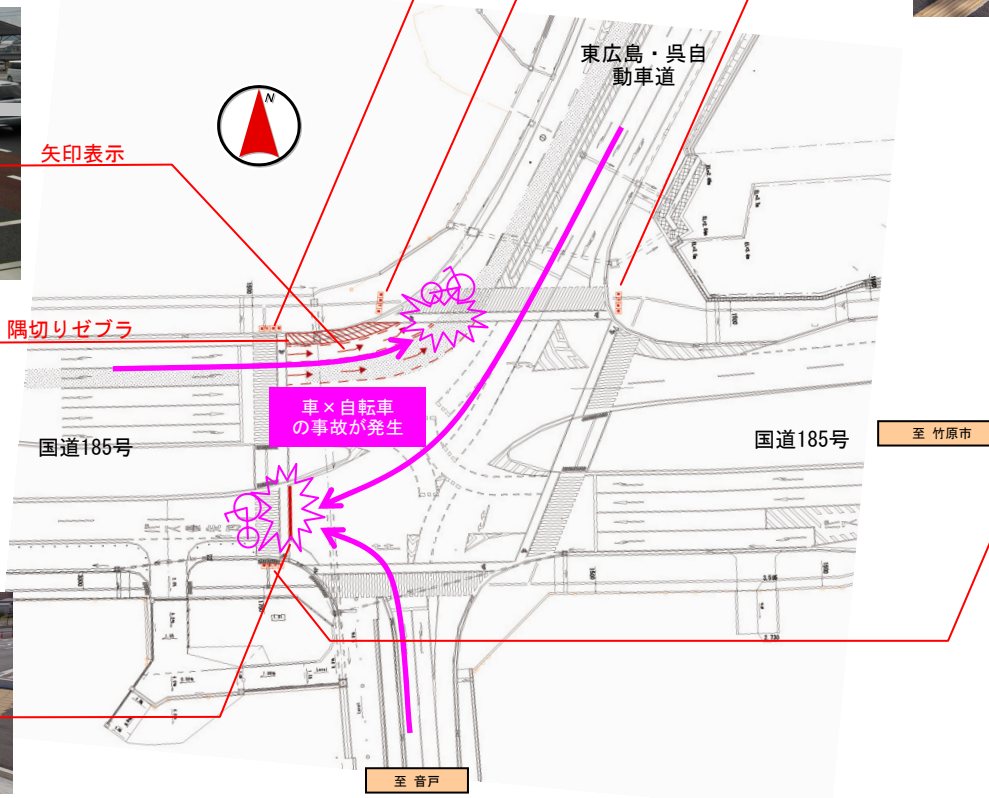 東広島・呉自
動車道
N
矢印表示
隅切りゼブラ
車×自転車
の事故が発生
国道185号
国道185号
至 竹原市
至 音戸